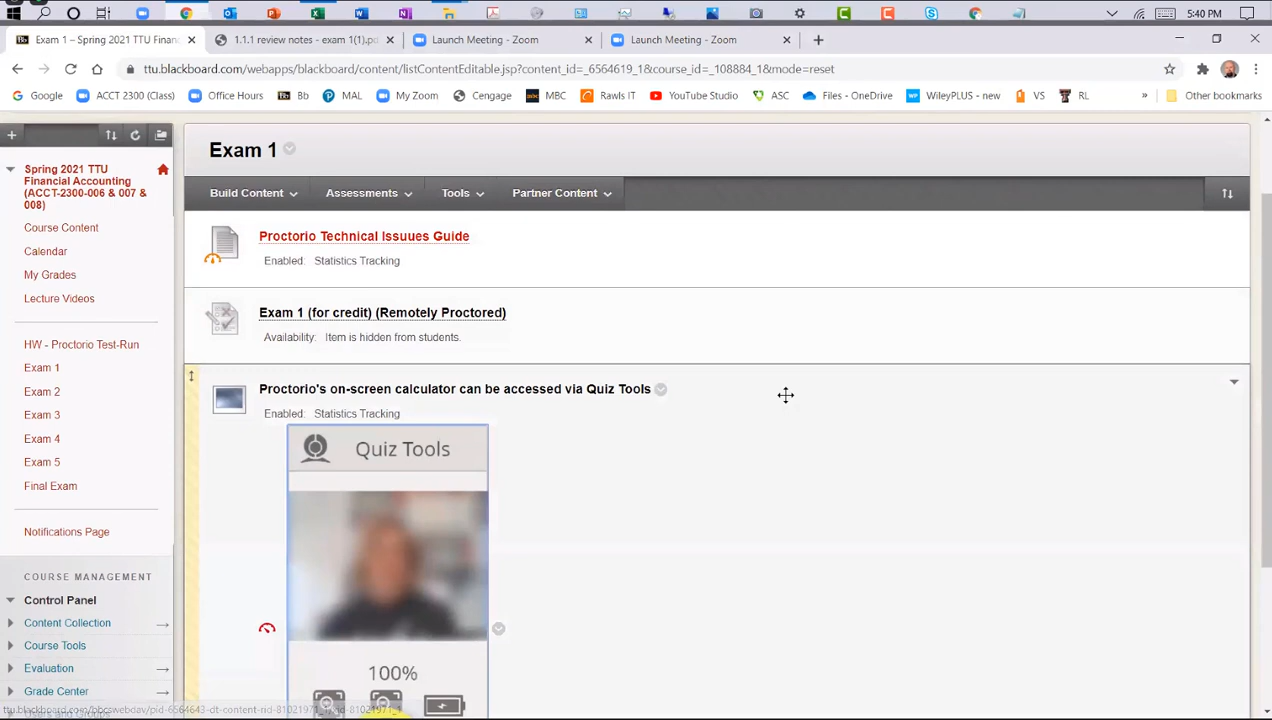 5:40 PM
Exam 1 – Spring 2021 TTU Financ
1.1.1 review notes - exam 1(1).pd
Launch Meeting - Zoom
Launch Meeting - Zoom
ttu.blackboard.com/webapps/blackboard/content/listContentEditable.jsp?content_id=_6564619_1&course_id=_108884_1&mode=reset
Google
ACCT 2300 (Class)
Office Hours
Bb
MAL
My Zoom
Cengage
MBC
Rawls IT
YouTube Studio
ASC
Files - OneDrive
WileyPLUS - new
VS
RL
»
Other bookmarks
Spring 2021 TTU
Financial Accounting
(ACCT-2300-006 & 007 &
008)
Course Content
Calendar
My Grades
Lecture Videos
HW - Proctorio Test-Run
Exam 1
Exam 2
Exam 3
Exam 4
Exam 5
Final Exam
Notifications Page
COURSE MANAGEMENT
Control Panel
Content Collection
Course Tools
Evaluation
Grade Center
Users and Groups
Exam 1
Build Content
Assessments
Tools
Partner Content
Proctorio Technical Issuues Guide
Enabled: Statistics Tracking
Exam 1 (for credit) (Remotely Proctored)
Availability: Item is hidden from students.
Proctorio's on-screen calculator can be accessed via Quiz Tools
Enabled: Statistics Tracking
Quiz Tools
100%